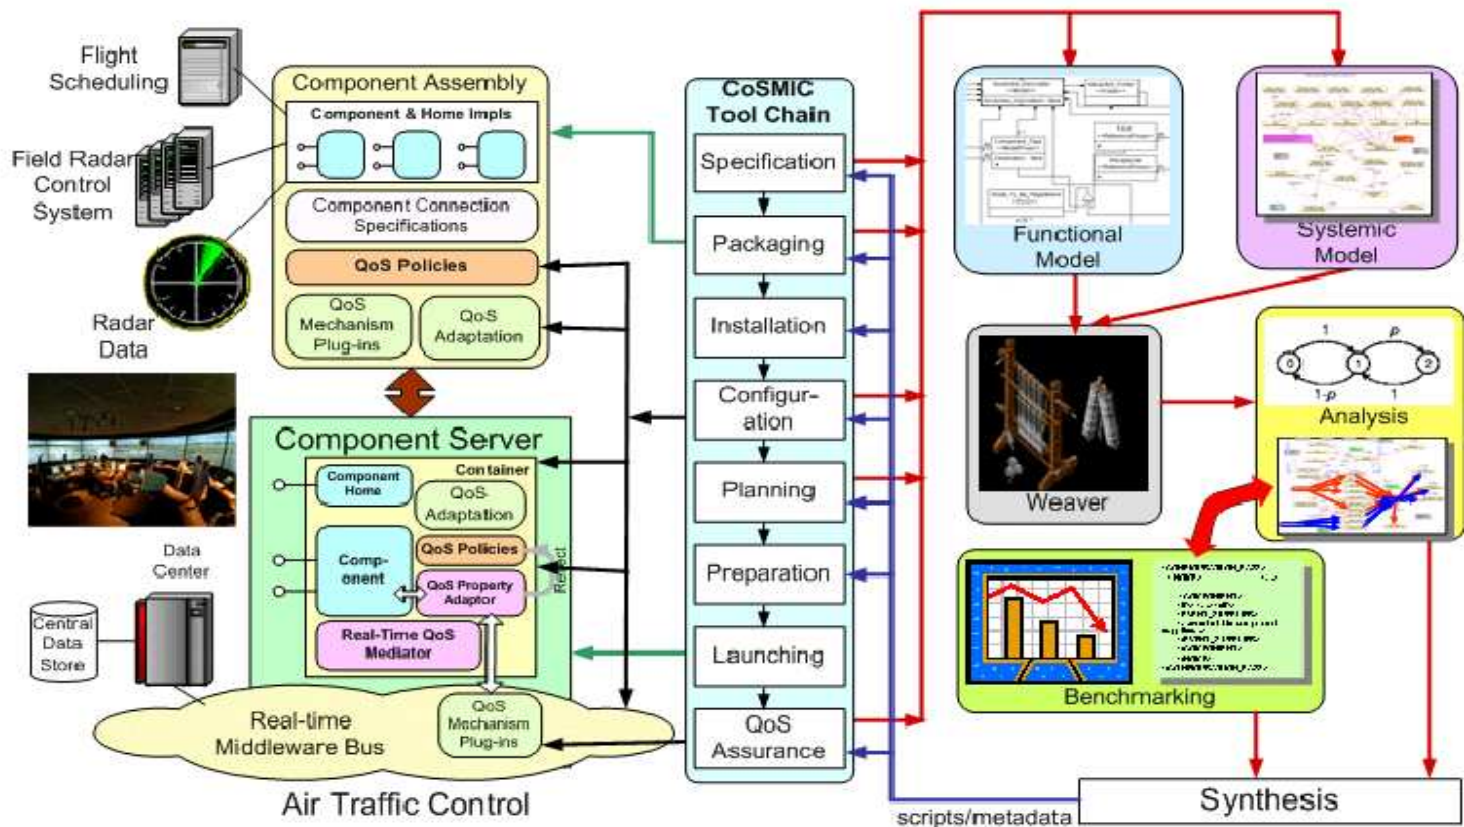 Flight
Scheduling
Field Radar
Control
System
Radar
Data
Component Assembly
Component & Home Impls
Component Connection
Specifications
QoS Policies
QoS
Mechanism
Plug-ins
QoS
Adaptation
Component Server
Container
Component
Home
QoS
Adaptation
Comp-
onent
QoS Policies
QoS Property
Adaptor
Reflect
Real-Time QoS
Mediator
Data
Center
Central
Data
Store
Real-time
Middleware Bus
QoS
Mechanism
Plug-ins
Air Traffic Control
CoSMIC
Tool Chain
Specification
Packaging
Installation
Configur-
ation
Planning
Preparation
Launching
QoS
Assurance
Functional
Model
Systemic
Model
Weaver
1
p
0
1
2
1-p
1
Analysis
Benchmarking
Synthesis
scripts/metadata